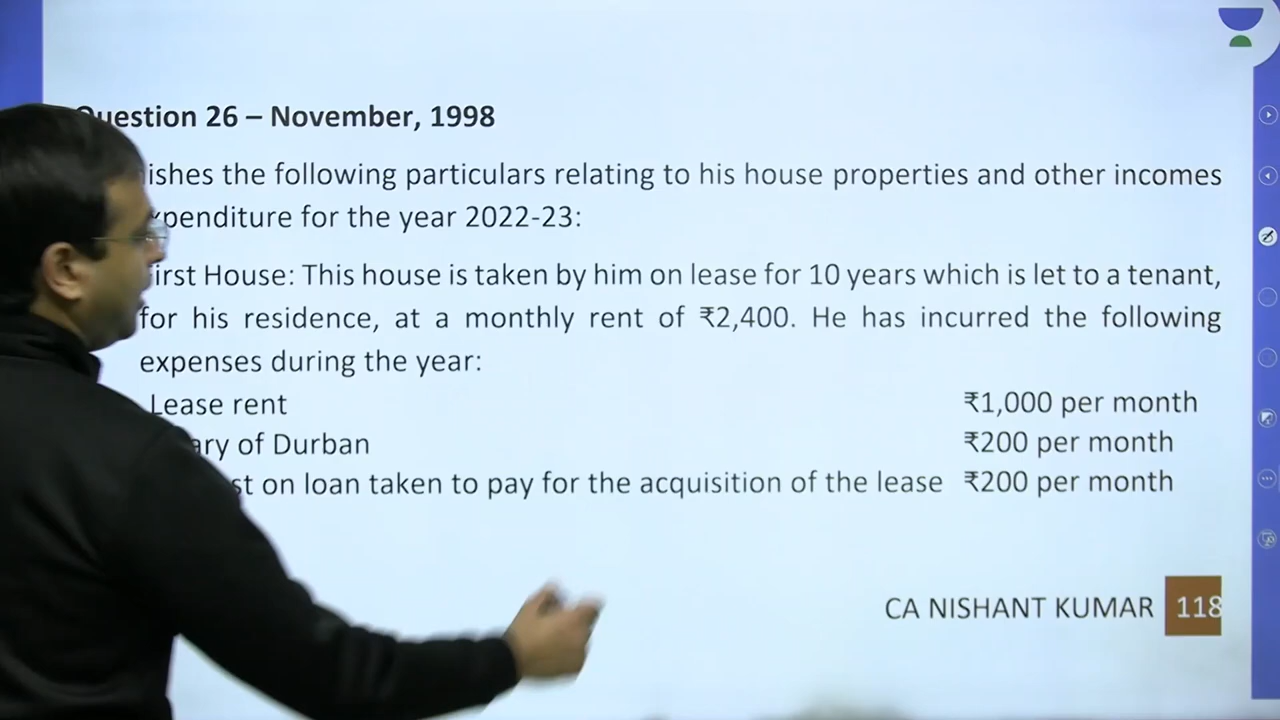 Question 26 – November, 1998
ishes the following particulars relating to his house properties and other incomes
xpenditure for the year 2022-23:
First House: This house is taken by him on lease for 10 years which is let to a tenant,
for his residence, at a monthly rent of ₹2,400. He has incurred the following
expenses during the year:
Lease rent ₹1,000 per month
ary of Durban ₹200 per month
st on loan taken to pay for the acquisition of the lease ₹200 per month
CA NISHANT KUMAR 118